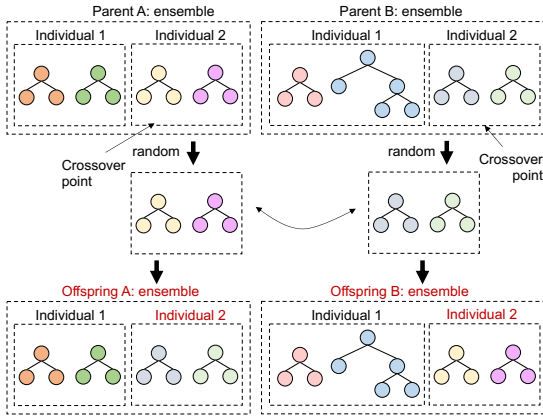 Parent A: ensemble
Parent B: ensemble
Individual 1
Individual 2
Individual 1
Individual 2
Crossover
point
random
random
Crossover
point
Offspring A: ensemble
Offspring B: ensemble
Individual 1
Individual 2
Individual 1
Individual 2